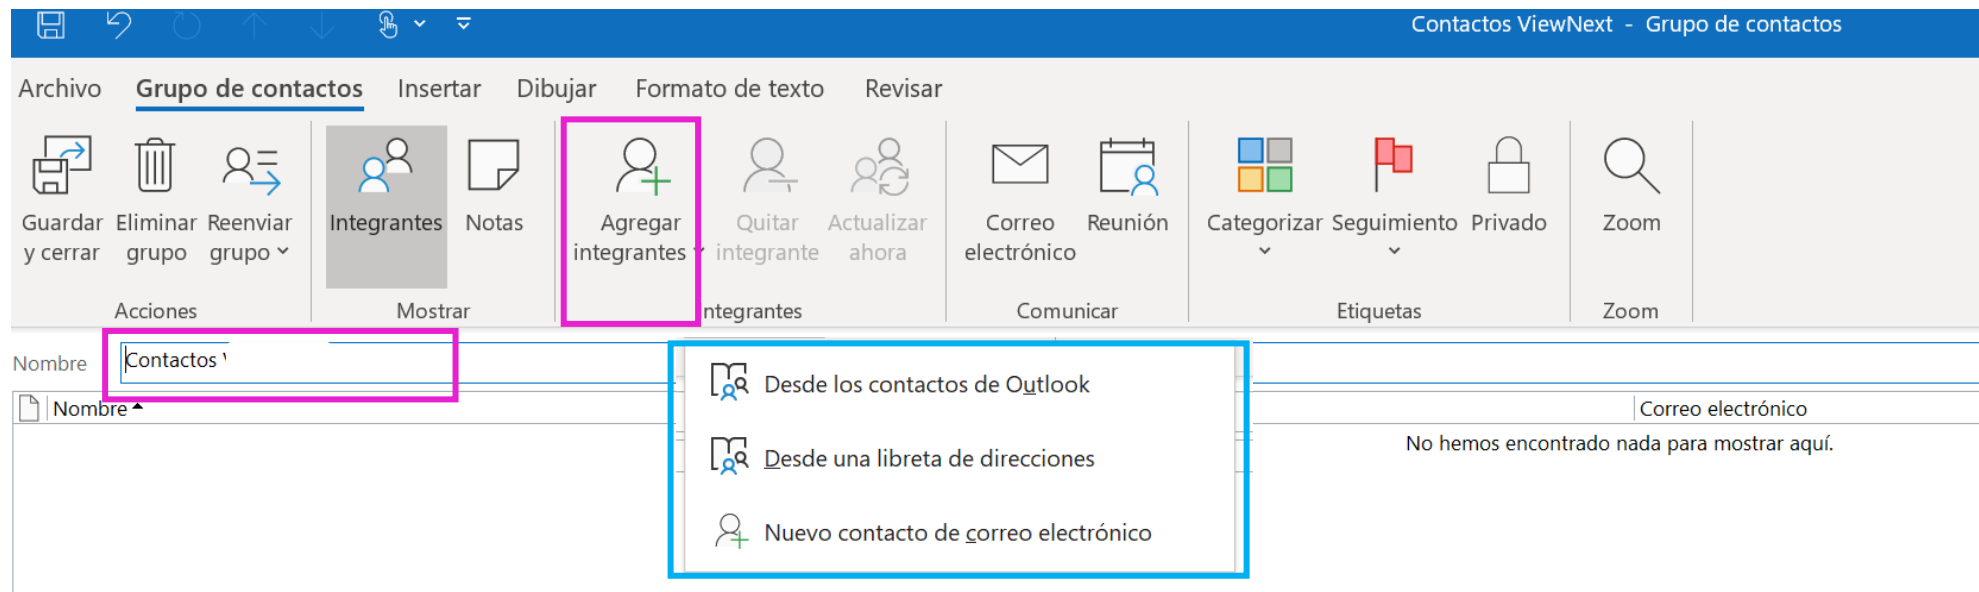 Contactos ViewNext - Grupo de contactos
Archivo Grupo de contactos Insertar Dibujar Formato de texto Revisar
Guardar y cerrar
Eliminar grupo
Reenviar grupo
Integrantes
Notas
Agregar integrantes
Quitar integrante
Actualizar ahora
Correo electrónico
Reunión
Categorizar
Seguimiento
Privado
Zoom
Acciones
Mostrar
ntegrantes
Comunicar
Etiquetas
Zoom
Nombre
Contactos
Nombre
Correo electrónico
No hemos encontrado nada para mostrar aquí.
Desde los contactos de Outlook
Desde una libreta de direcciones
Nuevo contacto de correo electrónico